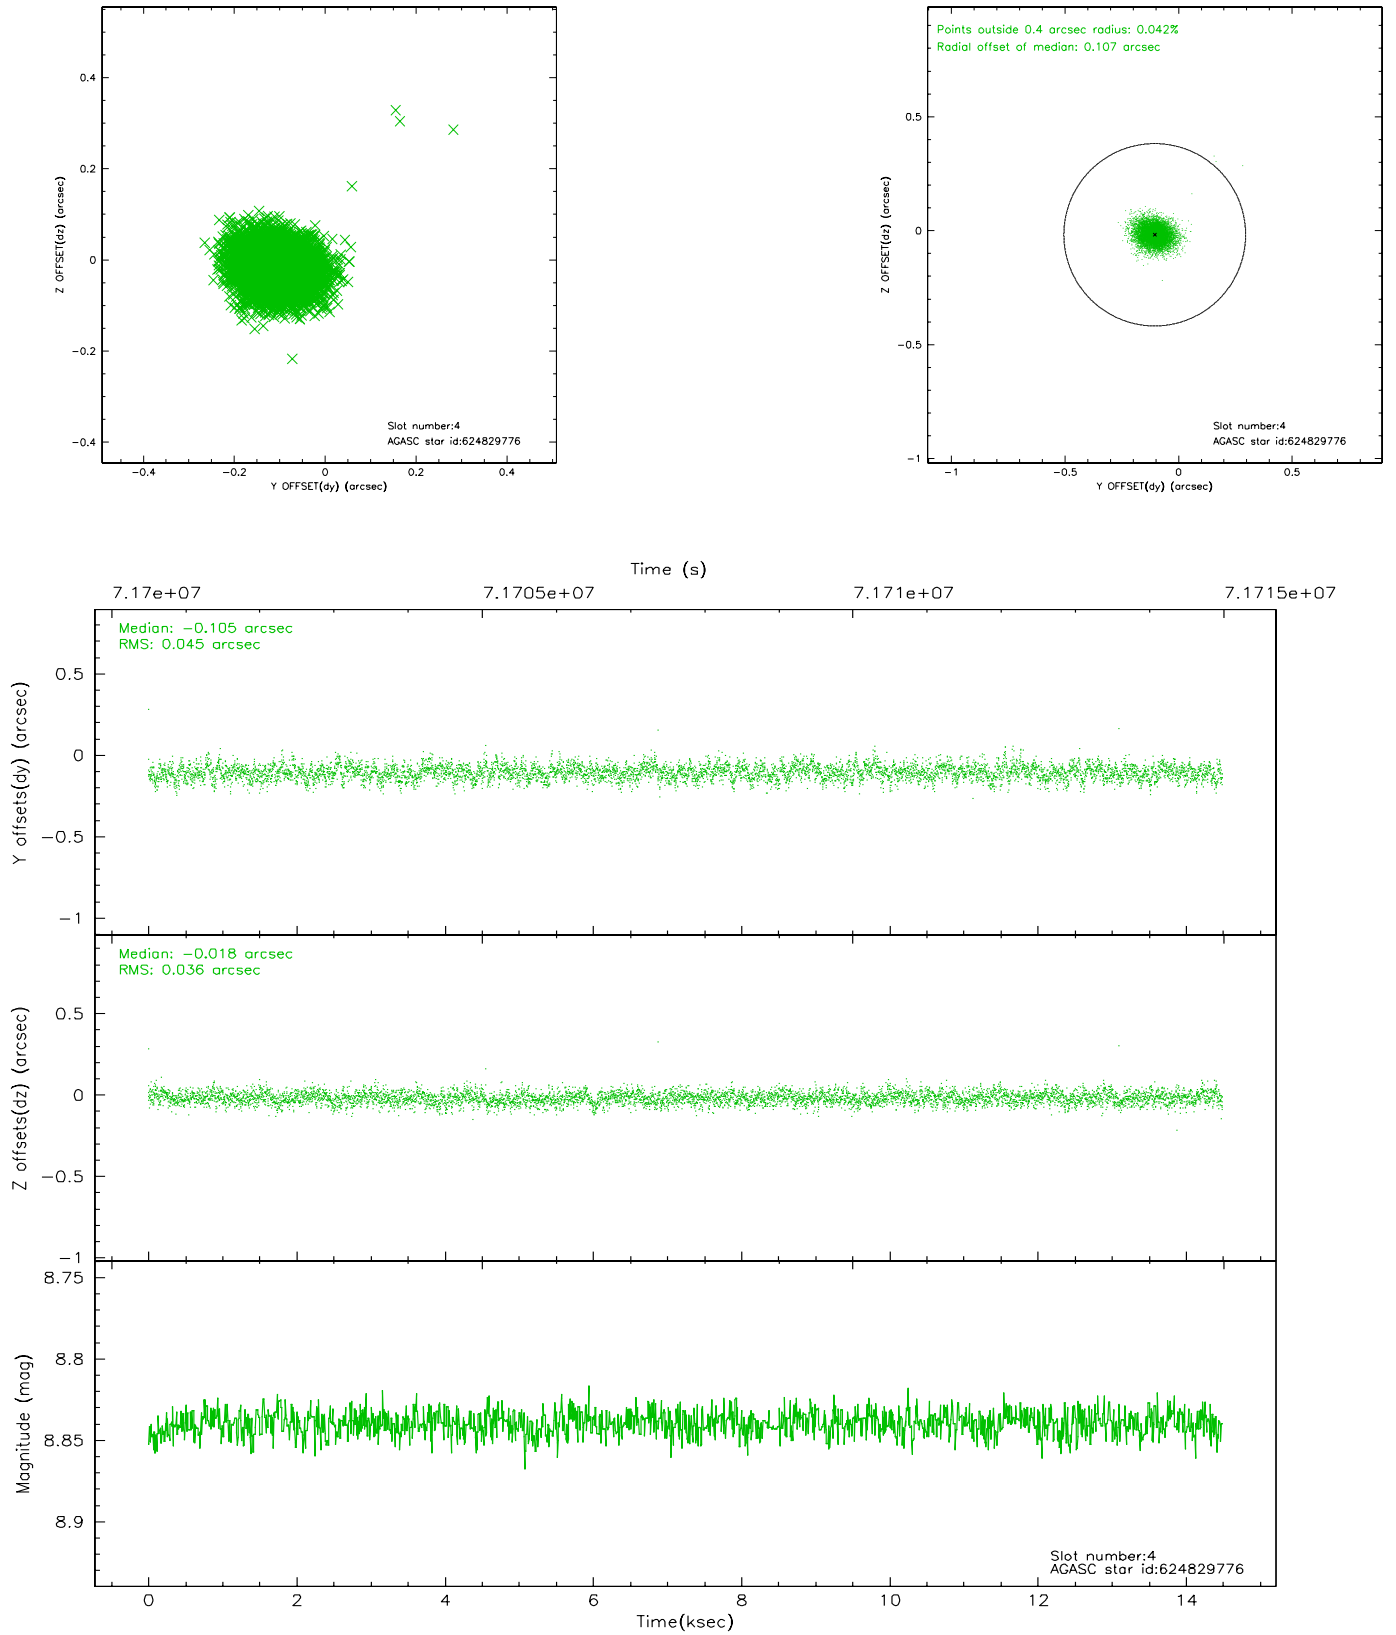 0.4
0.2
0
-0.2
-0.4
Z OFFSET(dz) (arcsec)
Slot number:4
AGASC star id:624829776
-0.4 -0.2 0 0.2 0.4
Y OFFSET(dy) (arcsec)
Points outside 0.4 arcsec radius: 0.042%
Radial offset of median: 0.107 arcsec
0.5
0
-0.5
-1
Z OFFSET(dz) (arcsec)
Slot number:4
AGASC star id:624829776
-1 -0.5 0 0.5
Y OFFSET(dy) (arcsec)
Time (s)
7.17e+07 7.1705e+07 7.171e+07 7.1715e+07
Median: -0.105 arcsec
RMS: 0.045 arcsec
0.5
0
-0.5
-1
Y offsets(dy) (arcsec)
Median: -0.018 arcsec
RMS: 0.036 arcsec
0.5
0
-0.5
-1
Z offsets(dz) (arcsec)
8.75
8.8
8.85
8.9
Magnitude (mag)
Slot number:4
AGASC star id:624829776
0 2 4 6 8 10 12 14
Time(ksec)